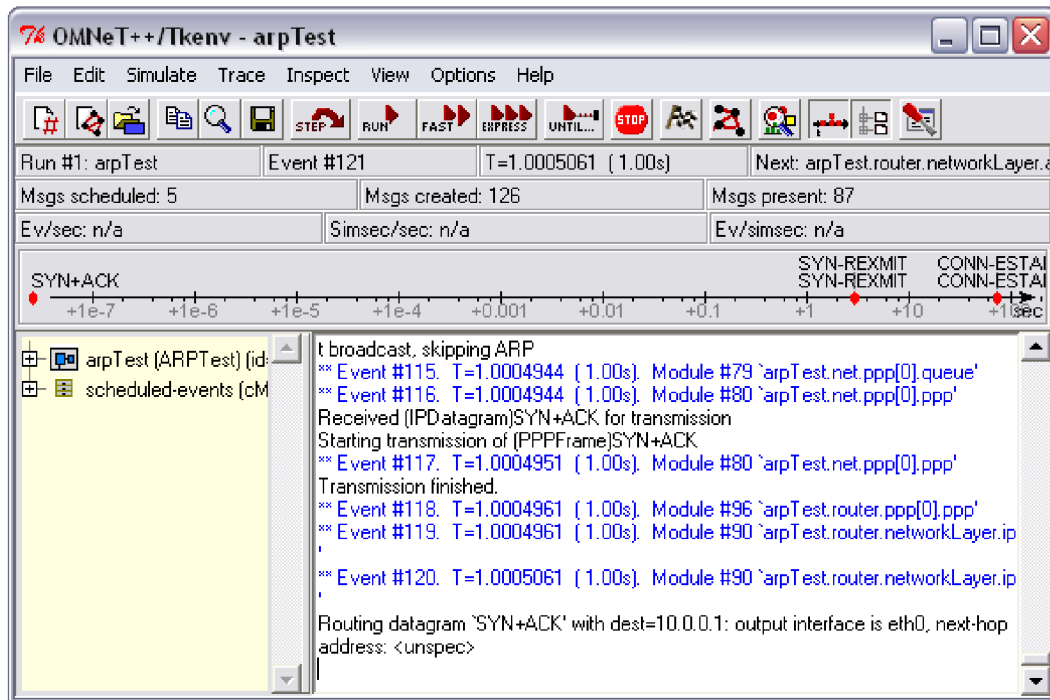 OMNeT++/Tkenv - arpTest
File Edit Simulate Trace Inspect View Options Help
STEP RUN FAST EXPRESS UNTIL... STOP
Run #1: arpTest Event #121 T=1.0005061 (1.00s) Next: arpTest.router.networkLayer.a
Msgs scheduled: 5 Msgs created: 126 Msgs present: 87
Ev/sec: n/a Simsec/sec: n/a Ev/simsec: n/a
SYN-REXMIT CONN-ESTAI
SYN+ACK SYN-REXMIT CONN-ESTAI
+1e-7 +1e-6 +1e-5 +1e-4 +0.001 +0.01 +0.1 +1 +10 sec
arpTest (ARPTest) (id=
scheduled-events (cM
t broadcast, skipping ARP
** Event #115. T=1.0004944 ( 1.00s). Module #79 `arpTest.net.ppp[0].queue'
** Event #116. T=1.0004944 ( 1.00s). Module #80 `arpTest.net.ppp[0].ppp'
Received (IPDatagram)SYN+ACK for transmission
Starting transmission of (PPPFrame)SYN+ACK
** Event #117. T=1.0004951 ( 1.00s). Module #80 `arpTest.net.ppp[0].ppp'
Transmission finished.
** Event #118. T=1.0004961 ( 1.00s). Module #96 `arpTest.router.ppp[0].ppp'
** Event #119. T=1.0004961 ( 1.00s). Module #90 `arpTest.router.networkLayer.ip
'
** Event #120. T=1.0005061 ( 1.00s). Module #90 `arpTest.router.networkLayer.ip
'
Routing datagram `SYN+ACK' with dest=10.0.0.1: output interface is eth0, next-hop
address: <unspec>